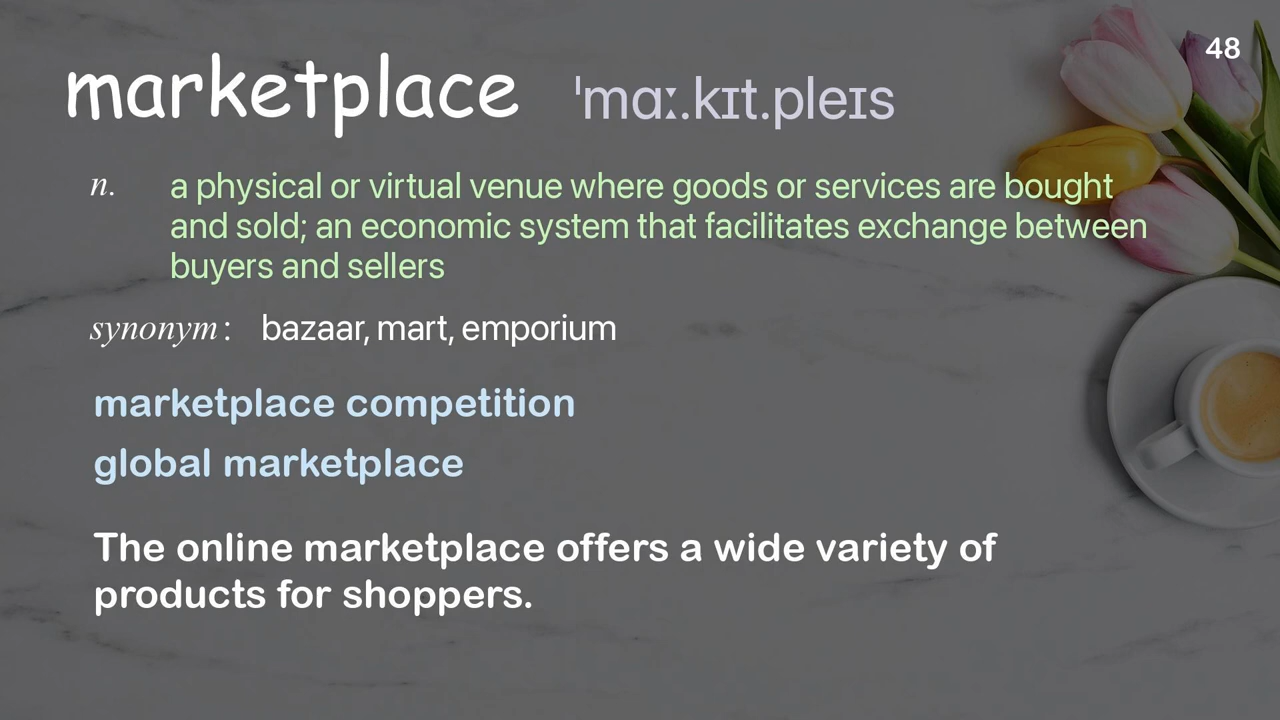 48
marketplace ˈmɑː.kɪt.pleɪs
n. a physical or virtual venue where goods or services are bought
and sold; an economic system that facilitates exchange between
buyers and sellers
synonym: bazaar, mart, emporium
marketplace competition
global marketplace
The online marketplace offers a wide variety of
products for shoppers.